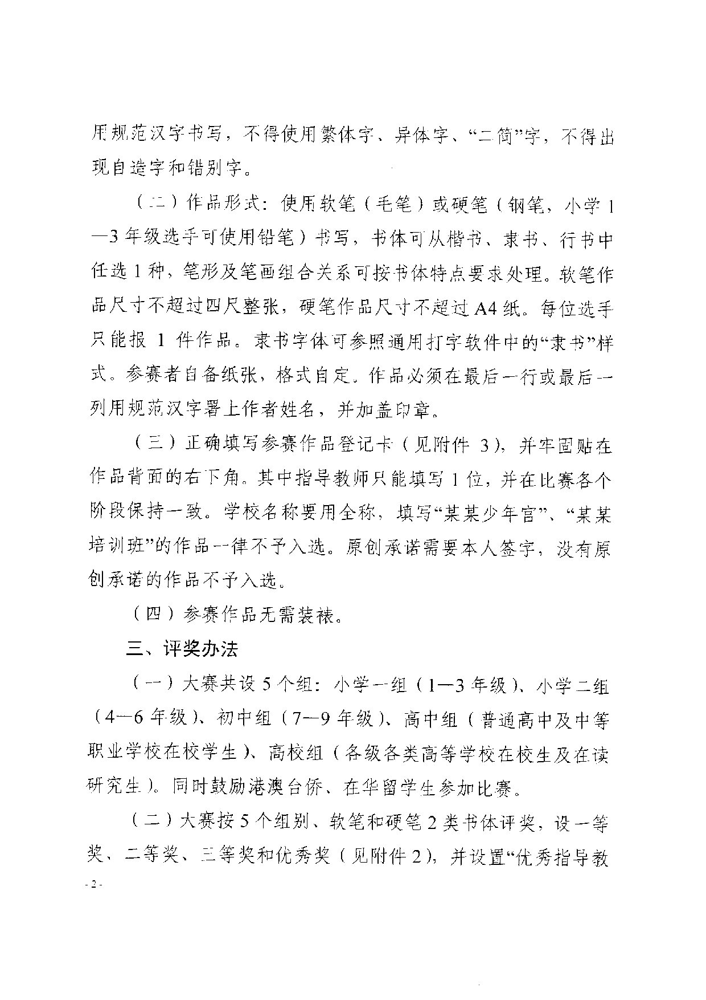 用规范汉字书写，不得使用繁体字、异体字、“二简”字，不得出
现自造字和错别字。
（二）作品形式：使用软笔（毛笔）或硬笔（钢笔，小学 1
—3 年级选手可使用铅笔）书写，书体可从楷书、隶书、行书中
任选 1 种，笔形及笔画组合关系可按书体特点要求处理。软笔作
品尺寸不超过四尺整张，硬笔作品尺寸不超过 A4 纸。每位选手
只能报 1 件作品。隶书字体可参照通用打字软件中的“隶书”样
式。参赛者自备纸张，格式自定。作品必须在最后一行或最后一
列用规范汉字署上作者姓名，并加盖印章。
（三）正确填写参赛作品登记卡（见附件 3），并牢固贴在
作品背面的右下角。其中指导教师只能填写 1 位，并在比赛各个
阶段保持一致。学校名称要用全称，填写“某某少年宫”、“某某
培训班”的作品一律不予入选。原创承诺需要本人签字，没有原
创承诺的作品不予入选。
（四）参赛作品无需装裱。
三、评奖办法
（一）大赛共设 5 个组：小学一组（1—3 年级）、小学二组
（4—6 年级）、初中组（7—9 年级）、高中组（普通高中及中等
职业学校在校学生）、高校组（各级各类高等学校在校生及在读
研究生）。同时鼓励港澳台侨、在华留学生参加比赛。
（二）大赛按 5 个组别、软笔和硬笔 2 类书体评奖，设一等
奖、二等奖、三等奖和优秀奖（见附件 2），并设置“优秀指导教
- 2 -